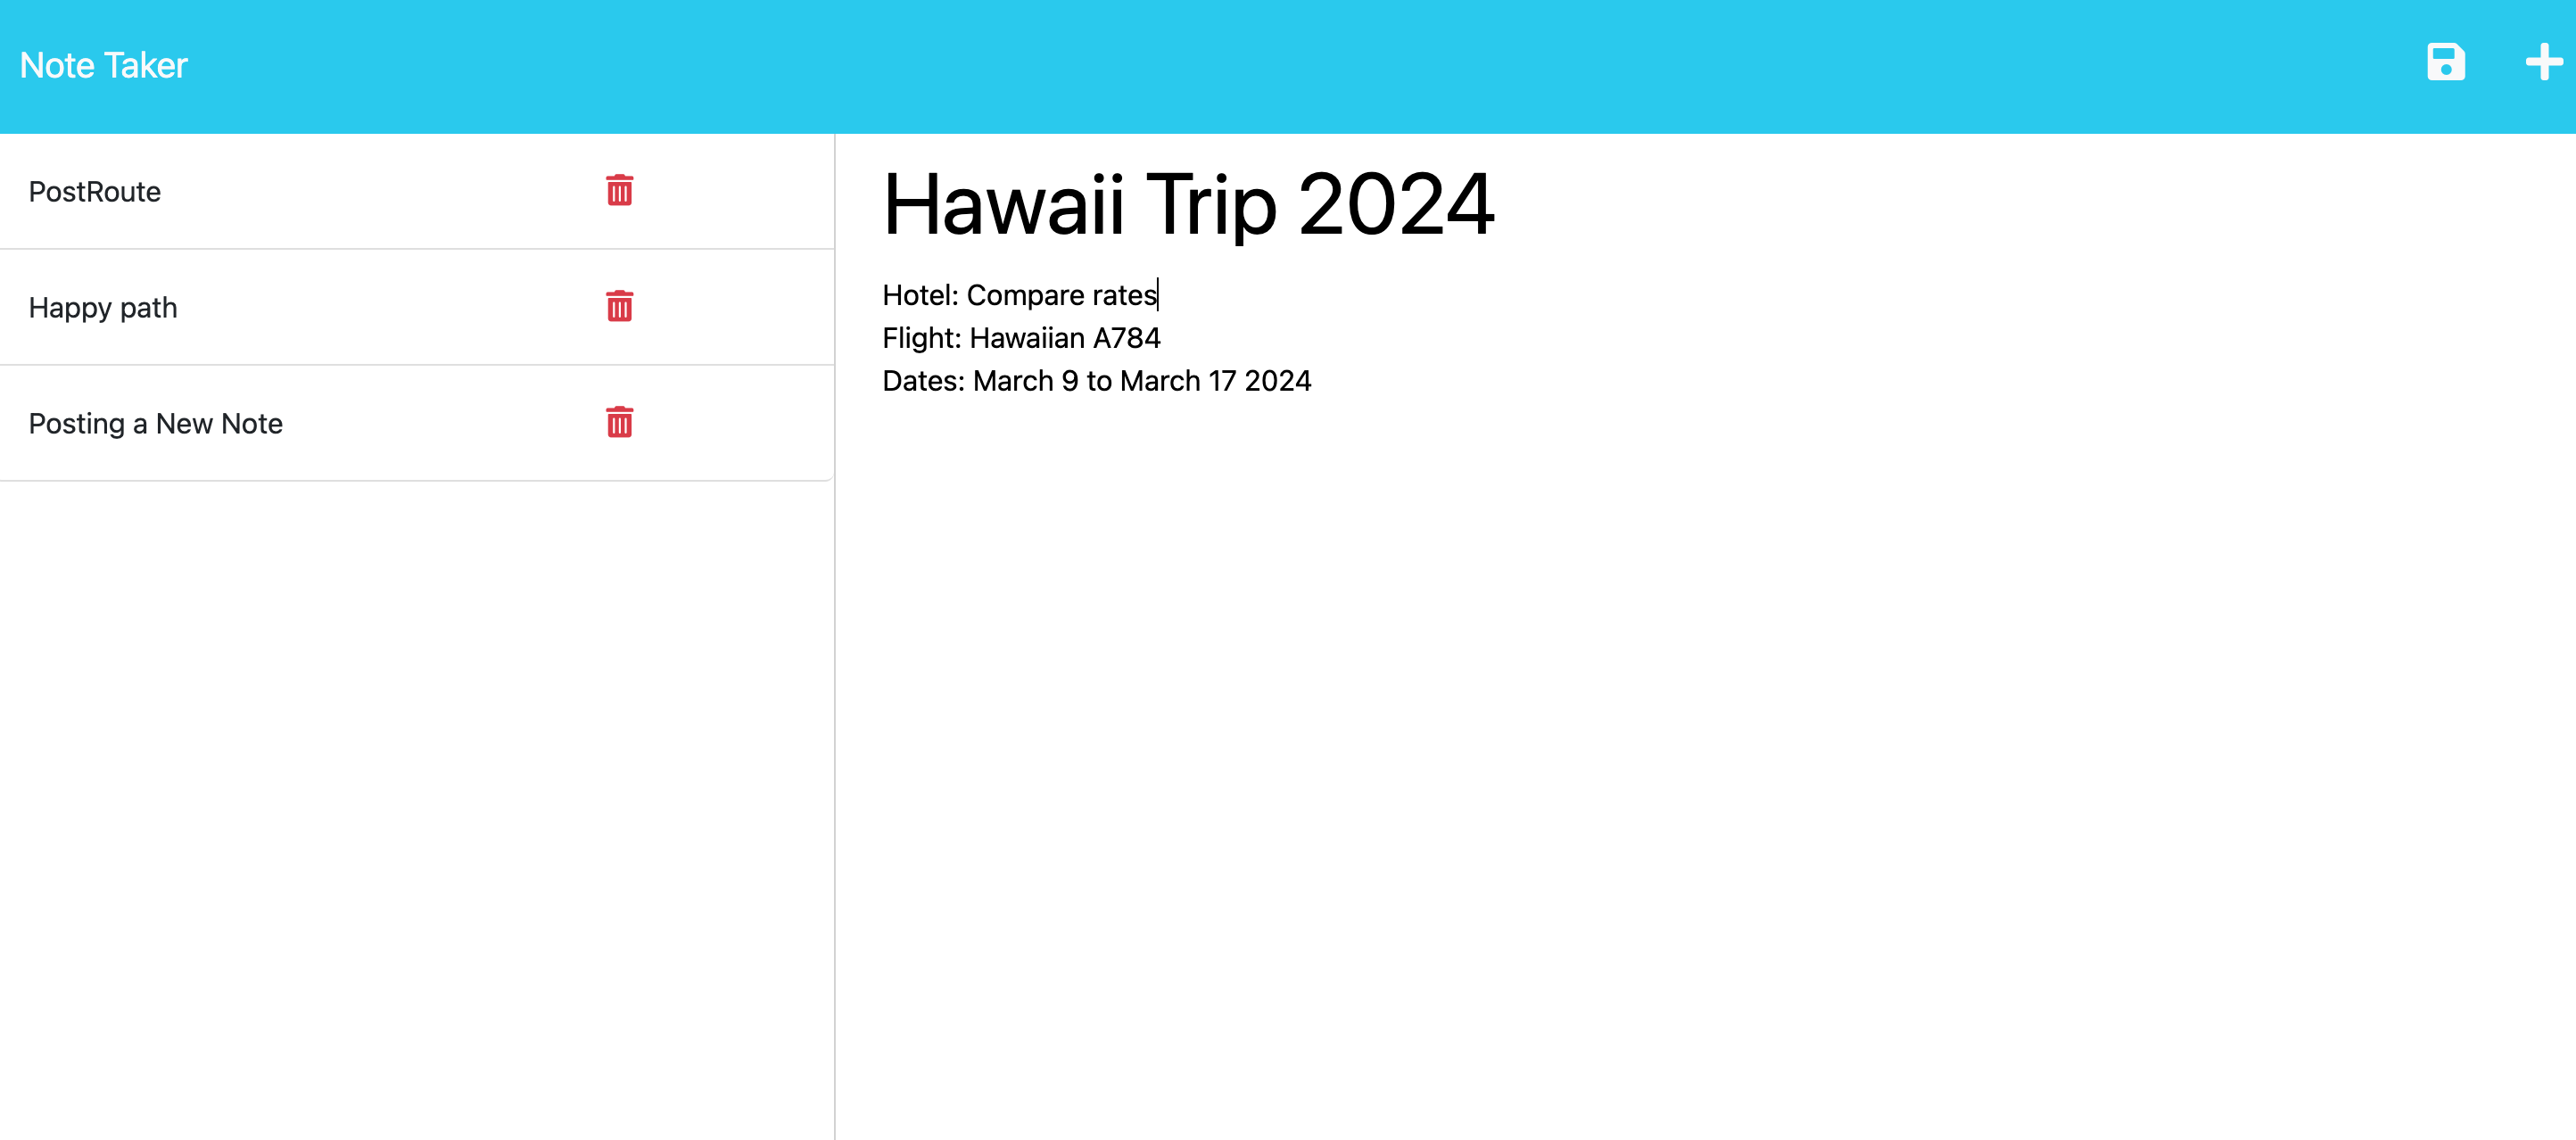 Note Taker
PostRoute
Happy path
Posting a New Note
Hawaii Trip 2024
Hotel: Compare rates
Flight: Hawaiian A784
Dates: March 9 to March 17 2024